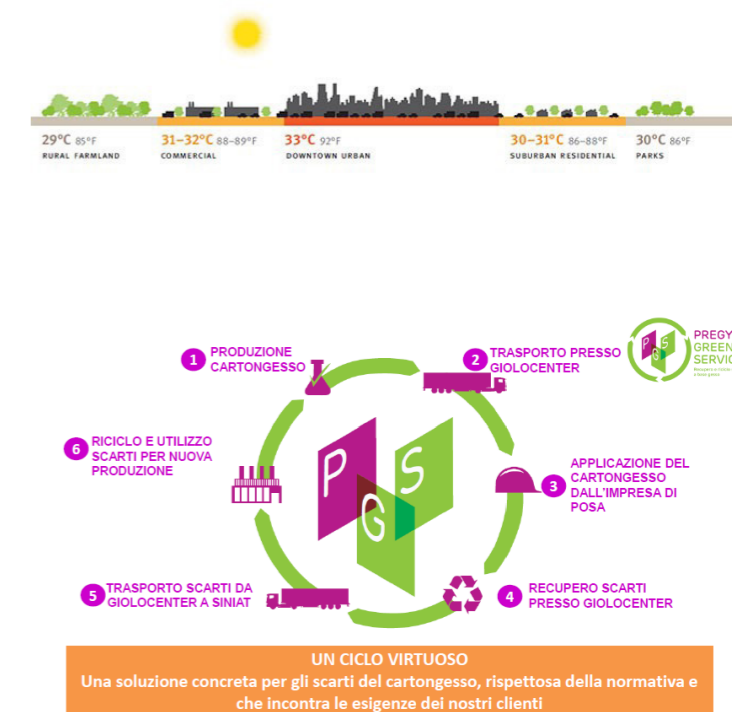 29°C 85°F
RURAL FARMLAND
31–32°C 88–89°F
COMMERCIAL
33°C 92°F
DOWNTOWN URBAN
30–31°C 86–88°F
SUBURBAN RESIDENTIAL
30°C 86°F
PARKS
1 PRODUZIONE
CARTONGESSO
2 TRASPORTO PRESSO
GIOLOCENTER
P G S
PREGY
GREEN
SERVIC
6 RICICLO E UTILIZZO
SCARTI PER NUOVA
PRODUZIONE
P G S
3 APPLICAZIONE DEL
CARTONGESSO
DALL'IMPRESA DI
POSA
5 TRASPORTO SCARTI DA
GIOLOCENTER A SINIAT
4 RECUPERO SCARTI
PRESSO GIOLOCENTER
UN CICLO VIRTUOSO
Una soluzione concreta per gli scarti del cartongesso, rispettosa della normativa e
che incontra le esigenze dei nostri clienti